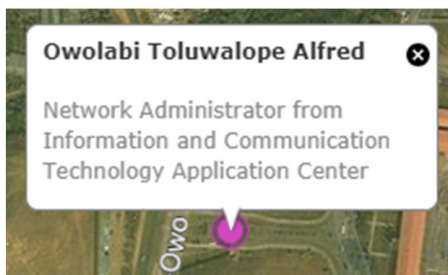 Owolabi Toluwalope Alfred
Network Administrator from
Information and Communication
Technology Application Center
Owo